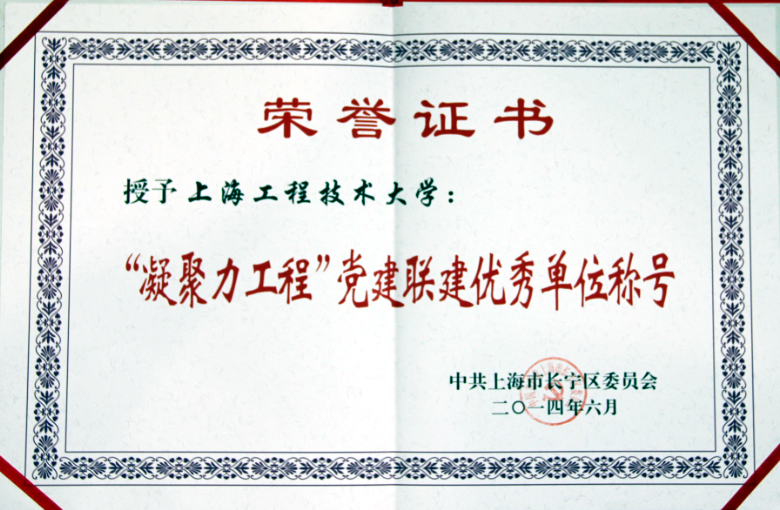 荣誉证书
授予上海工程技术大学：
“凝聚力工程”党建联建优秀单位称号
中共上海市长宁区委员会
二〇一四年六月